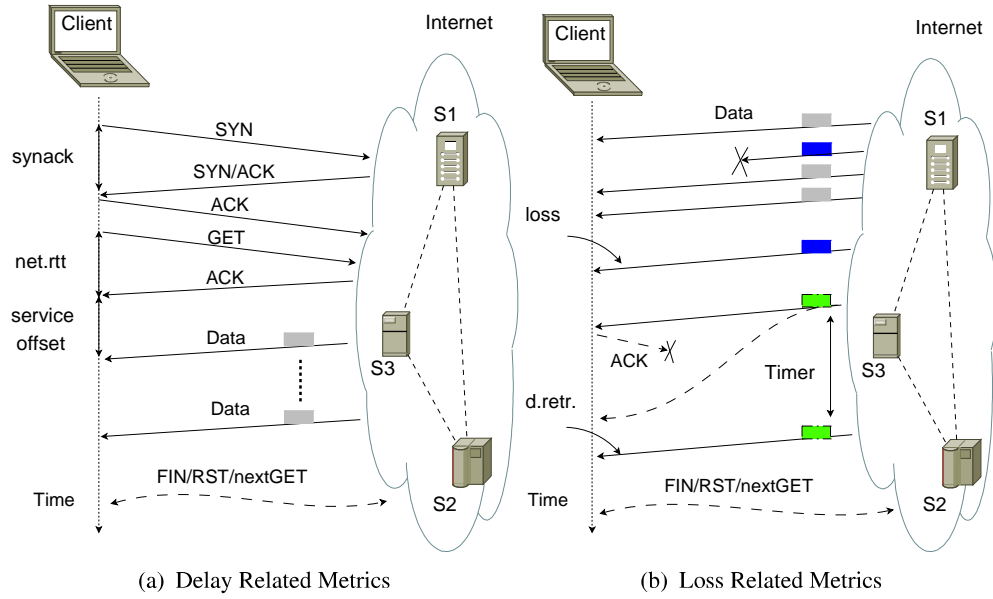 Client
Internet
SYN
S1
synack
SYN/ACK
ACK
GET
net.rtt
ACK
service
offset
Data
S3
Data
FIN/RST/nextGET
Time
S2
(a) Delay Related Metrics
Client
Internet
Data
S1
loss
ACK
Timer
S3
d.retr.
FIN/RST/nextGET
Time
S2
(b) Loss Related Metrics